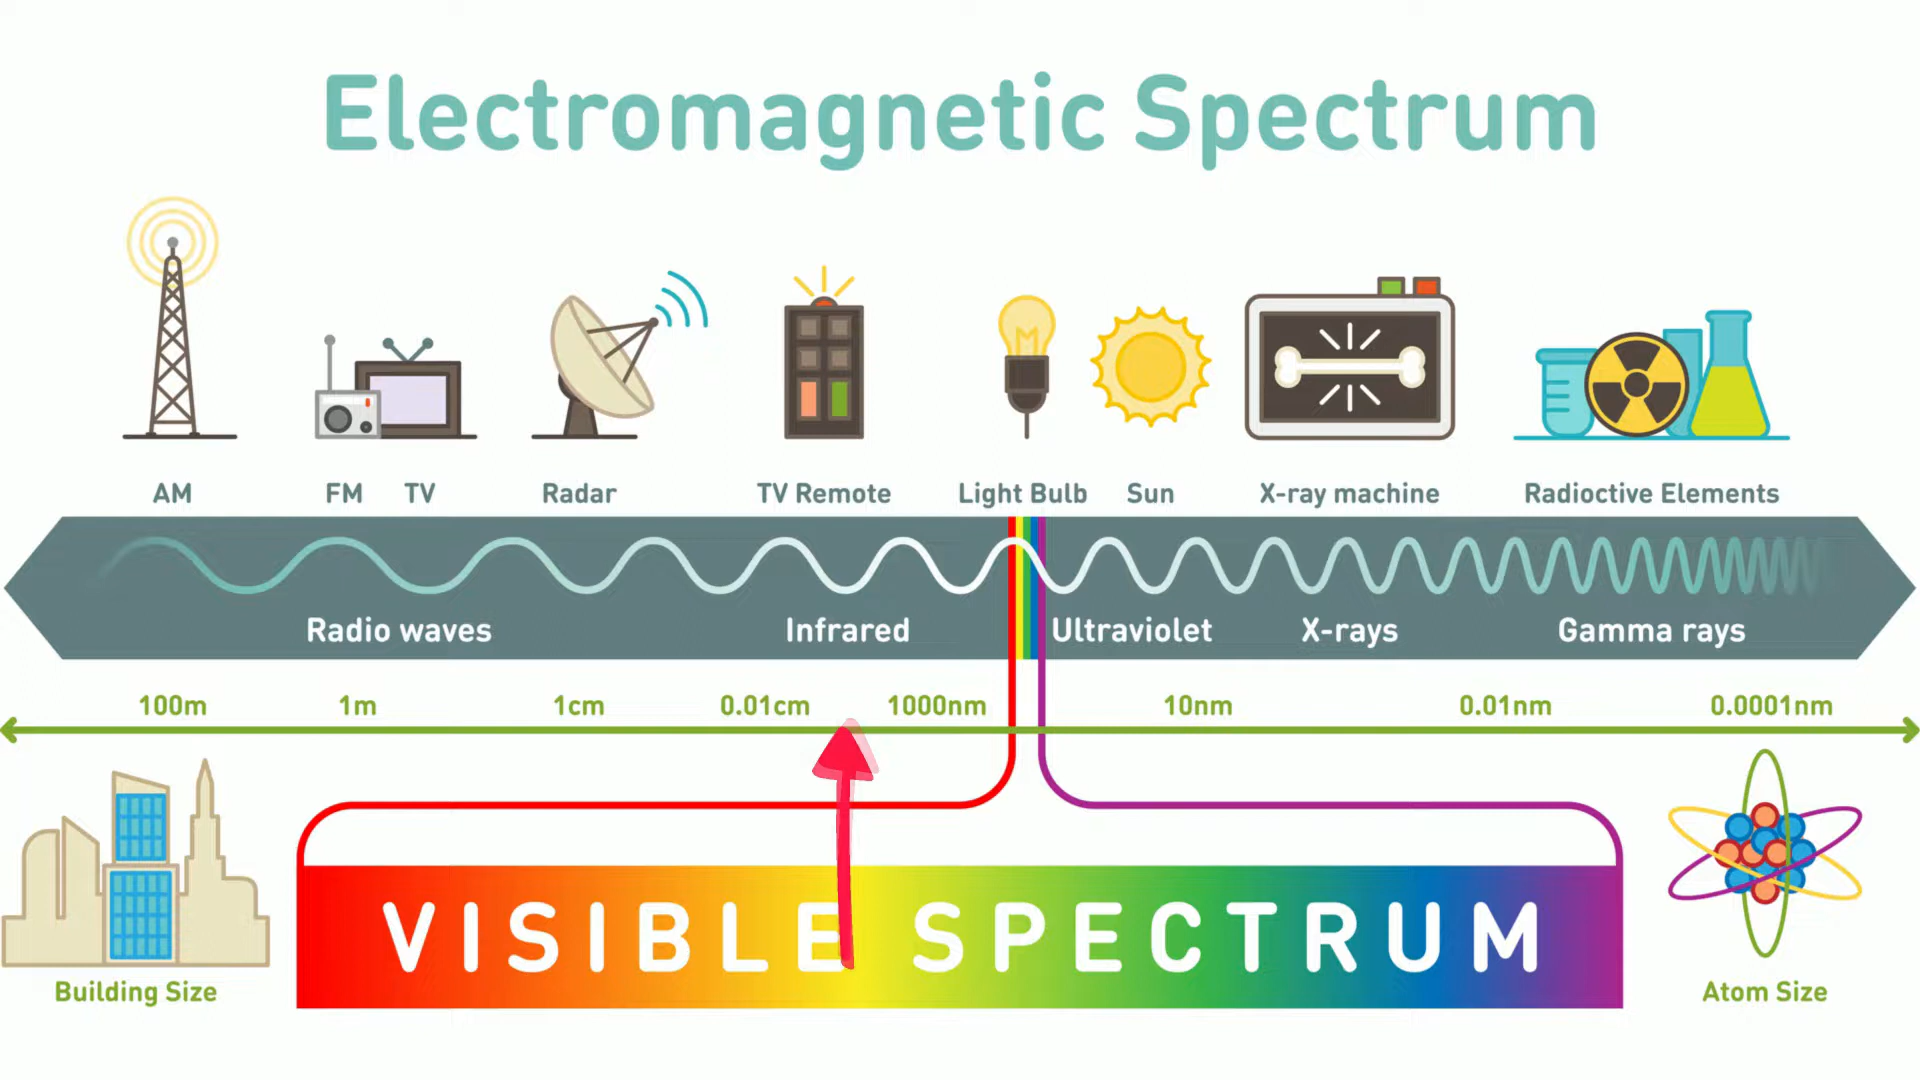 Electromagnetic Spectrum
AM FM TV Radar TV Remote Light Bulb Sun X-ray machine Radioctive Elements
Radio waves Infrared Ultraviolet X-rays Gamma rays
100m 1m 1cm 0.01cm 1000nm 10nm 0.01nm 0.0001nm
VISIBLE SPECTRUM
Building Size Atom Size